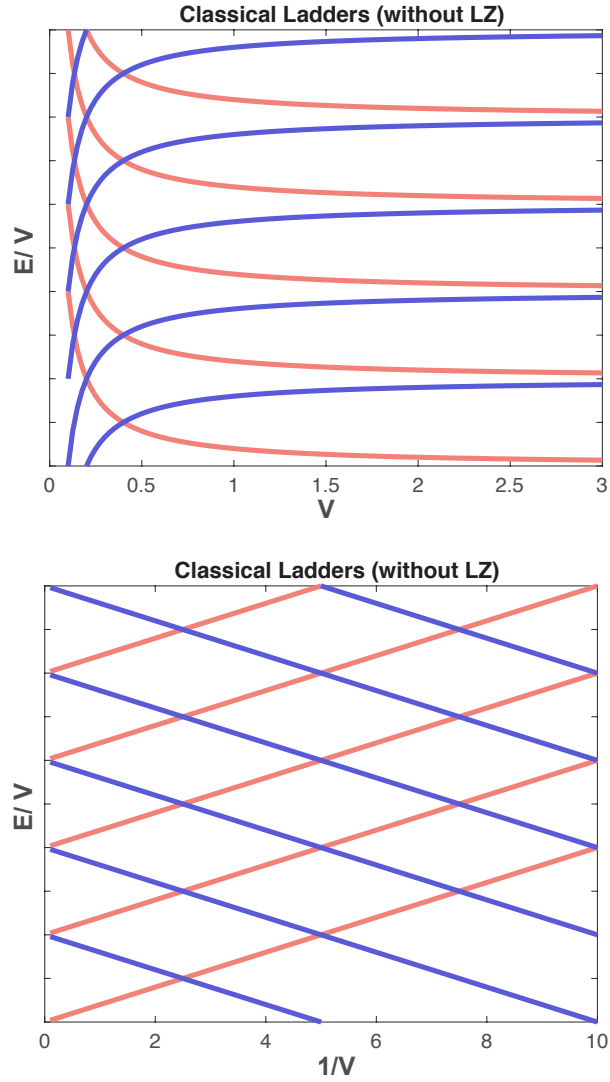 Classical Ladders (without LZ)
E/ V
0 0.5 1 1.5 2 2.5 3
V
Classical Ladders (without LZ)
E/ V
0 2 4 6 8 10
1/V